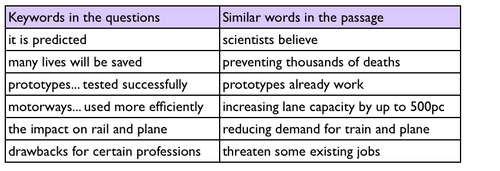 Keywords in the questions Similar words in the passage
it is predicted scientists believe
many lives will be saved preventing thousands of deaths
prototypes... tested successfully prototypes already work
motorways... used more efficiently increasing lane capacity by up to 500pc
the impact on rail and plane reducing demand for train and plane
drawbacks for certain professions threaten some existing jobs